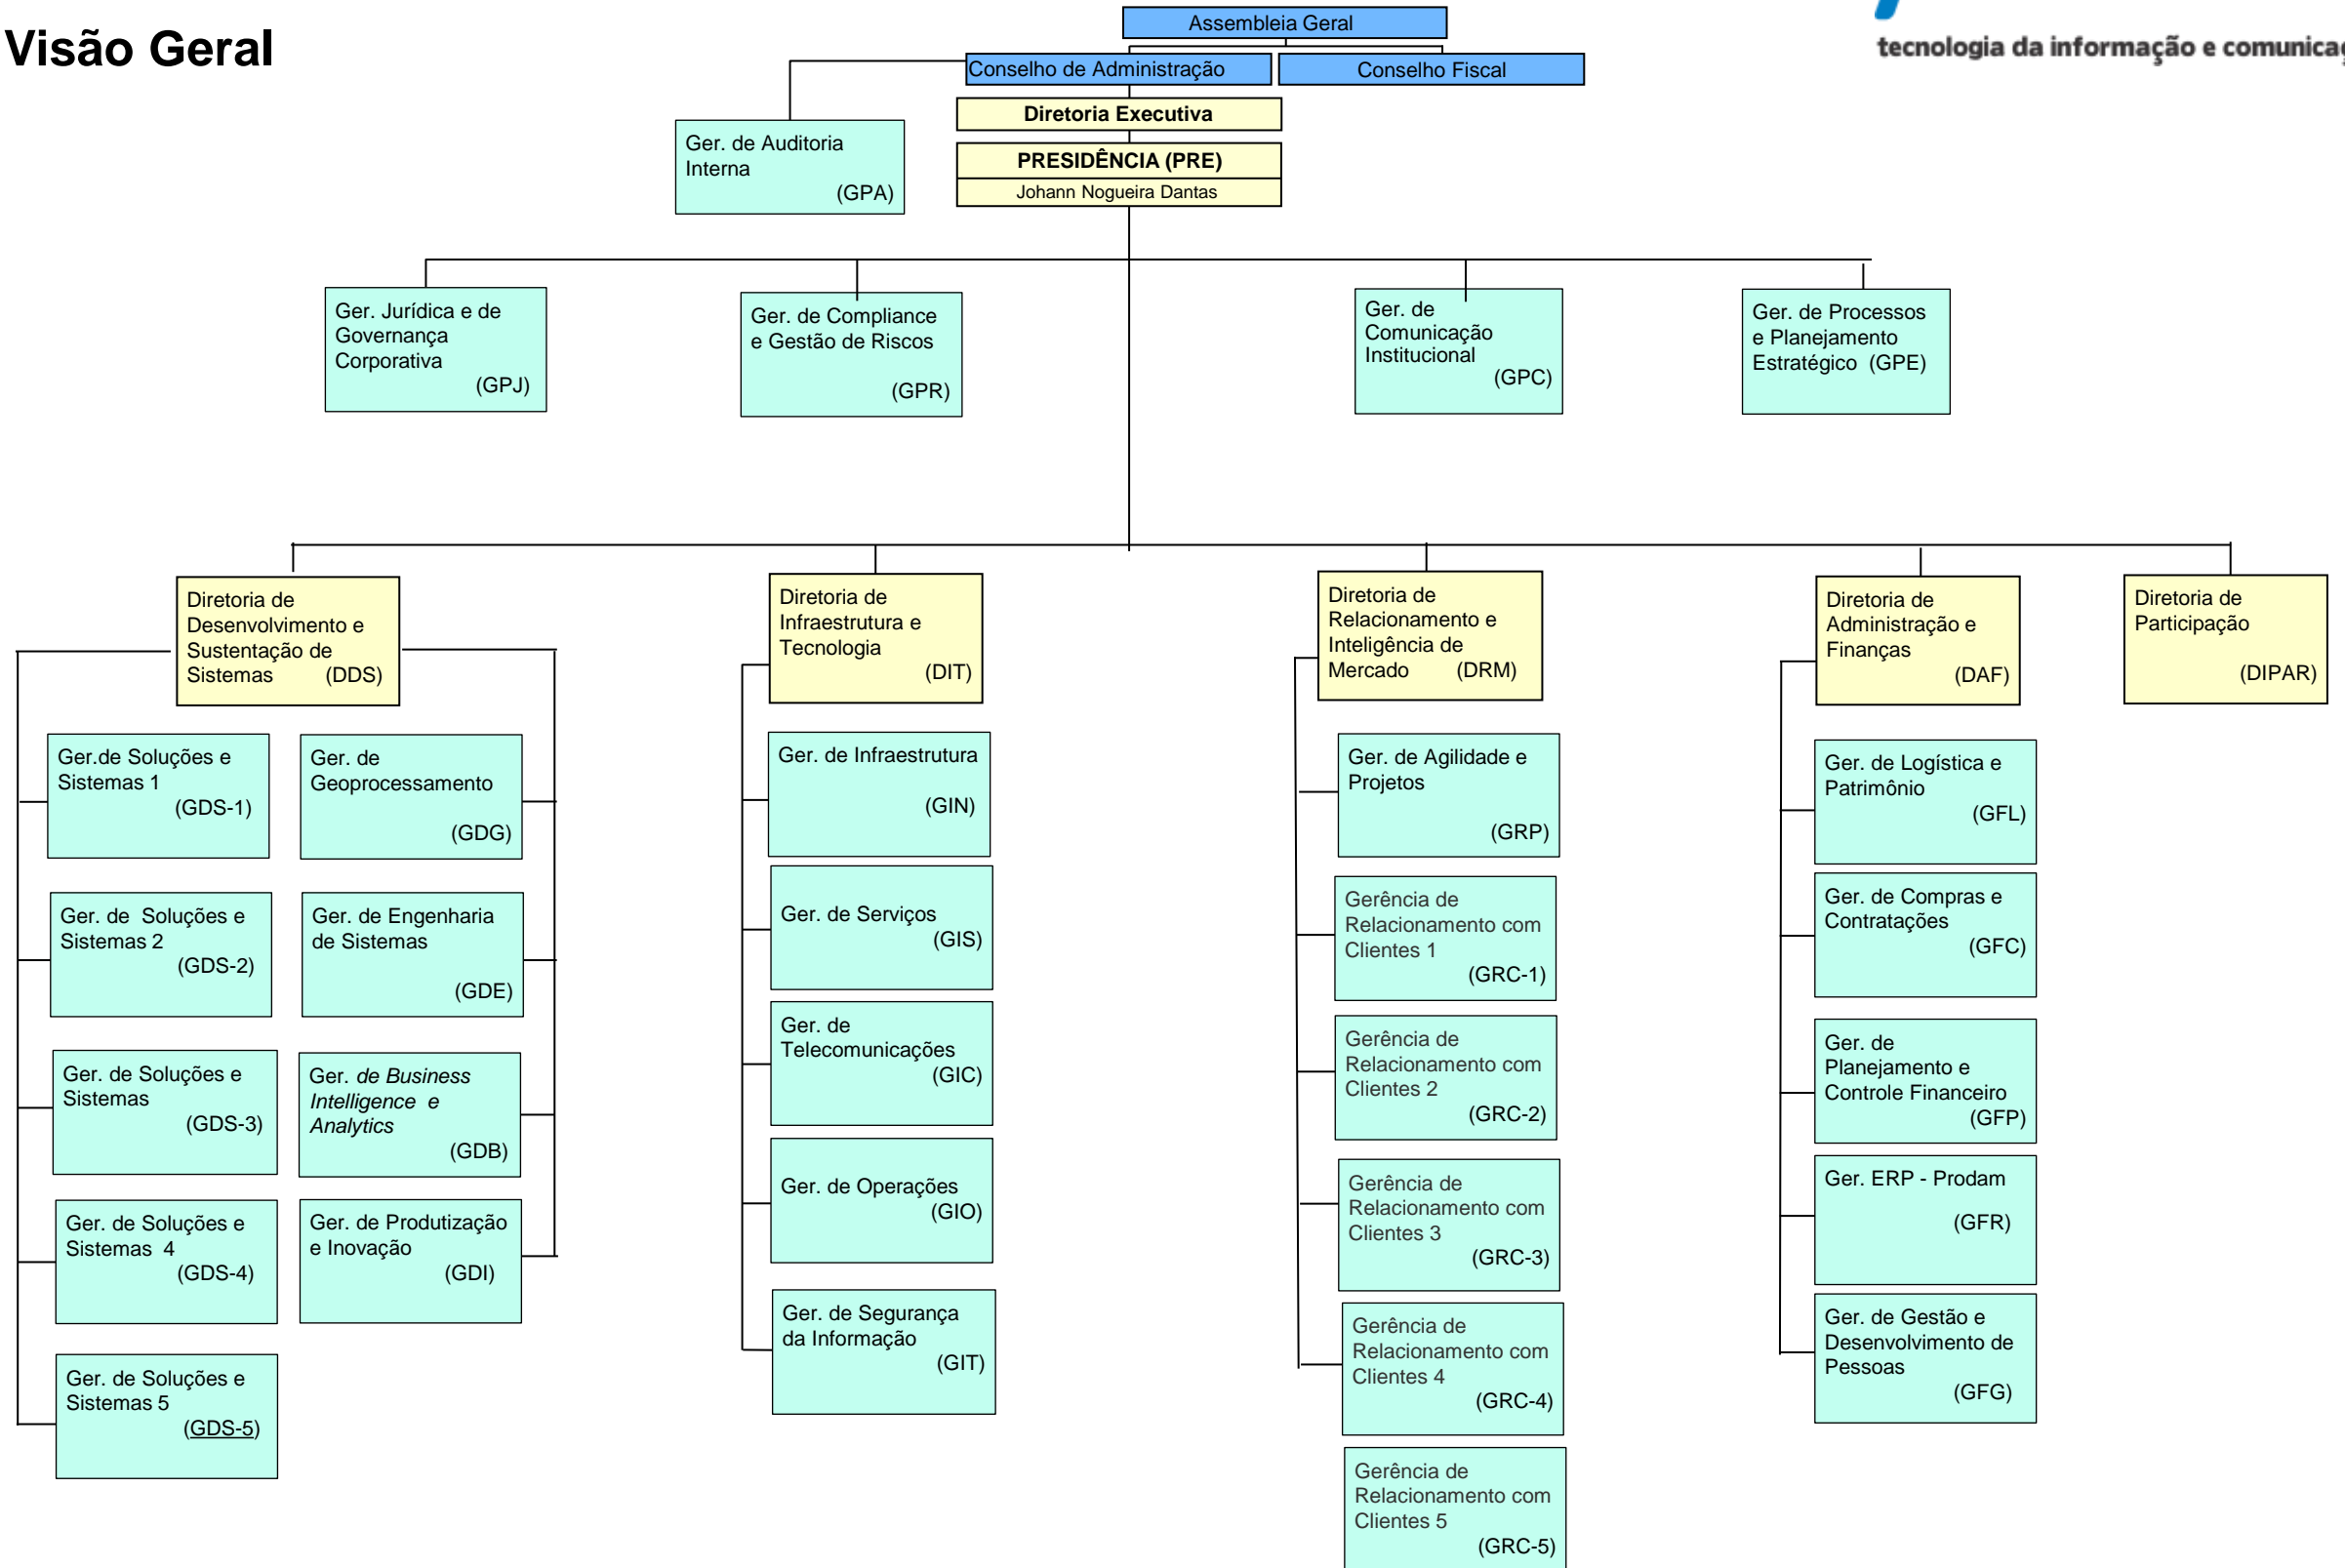 Visão Geral
tecnologia da informação e
Assembleia Geral
Conselho de Administração
Conselho Fiscal
Diretoria Executiva
PRESIDÊNCIA (PRE)
Johann Nogueira Dantas
Ger. de Auditoria
Interna
(GPA)
Ger. Jurídica e de
Governança
Corporativa
(GPJ)
Ger. de Compliance
e Gestão de Riscos
(GPR)
Ger. de
Comunicação
Institucional
(GPC)
Ger. de Processos
e Planejamento
Estratégico (GPE)
Diretoria de
Desenvolvimento e
Sustentação de
Sistemas (DDS)
Diretoria de
Infraestrutura e
Tecnologia
(DIT)
Diretoria de
Relacionamento e
Inteligência de
Mercado (DRM)
Diretoria de
Administração e
Finanças
(DAF)
Diretoria de
Participação
(DIPAR)
Ger.de Soluções e
Sistemas 1
(GDS-1)
Ger. de Soluções e
Sistemas 2
(GDS-2)
Ger. de Soluções e
Sistemas
(GDS-3)
Ger. de Soluções e
Sistemas 4
(GDS-4)
Ger. de Soluções e
Sistemas 5
(GDS-5)
Ger. de
Geoprocessamento
(GDG)
Ger. de Engenharia
de Sistemas
(GDE)
Ger. de Business
Intelligence e
Analytics
(GDB)
Ger. de Produtização
e Inovação
(GDI)
Ger. de Infraestrutura
(GIN)
Ger. de Serviços
(GIS)
Ger. de
Telecomunicações
(GIC)
Ger. de Operações
(GIO)
Ger. de Segurança
da Informação
(GIT)
Ger. de Agilidade e
Projetos
(GRP)
Gerência de
Relacionamento com
Clientes 1
(GRC-1)
Gerência de
Relacionamento com
Clientes 2
(GRC-2)
Gerência de
Relacionamento com
Clientes 3
(GRC-3)
Gerência de
Relacionamento com
Clientes 4
(GRC-4)
Gerência de
Relacionamento com
Clientes 5
(GRC-5)
Ger. de Logística e
Patrimônio
(GFL)
Ger. de Compras e
Contratações
(GFC)
Ger. de
Planejamento e
Controle Financeiro
(GFP)
Ger. ERP - Prodam
(GFR)
Ger. de Gestão e
Desenvolvimento de
Pessoas
(GFG)